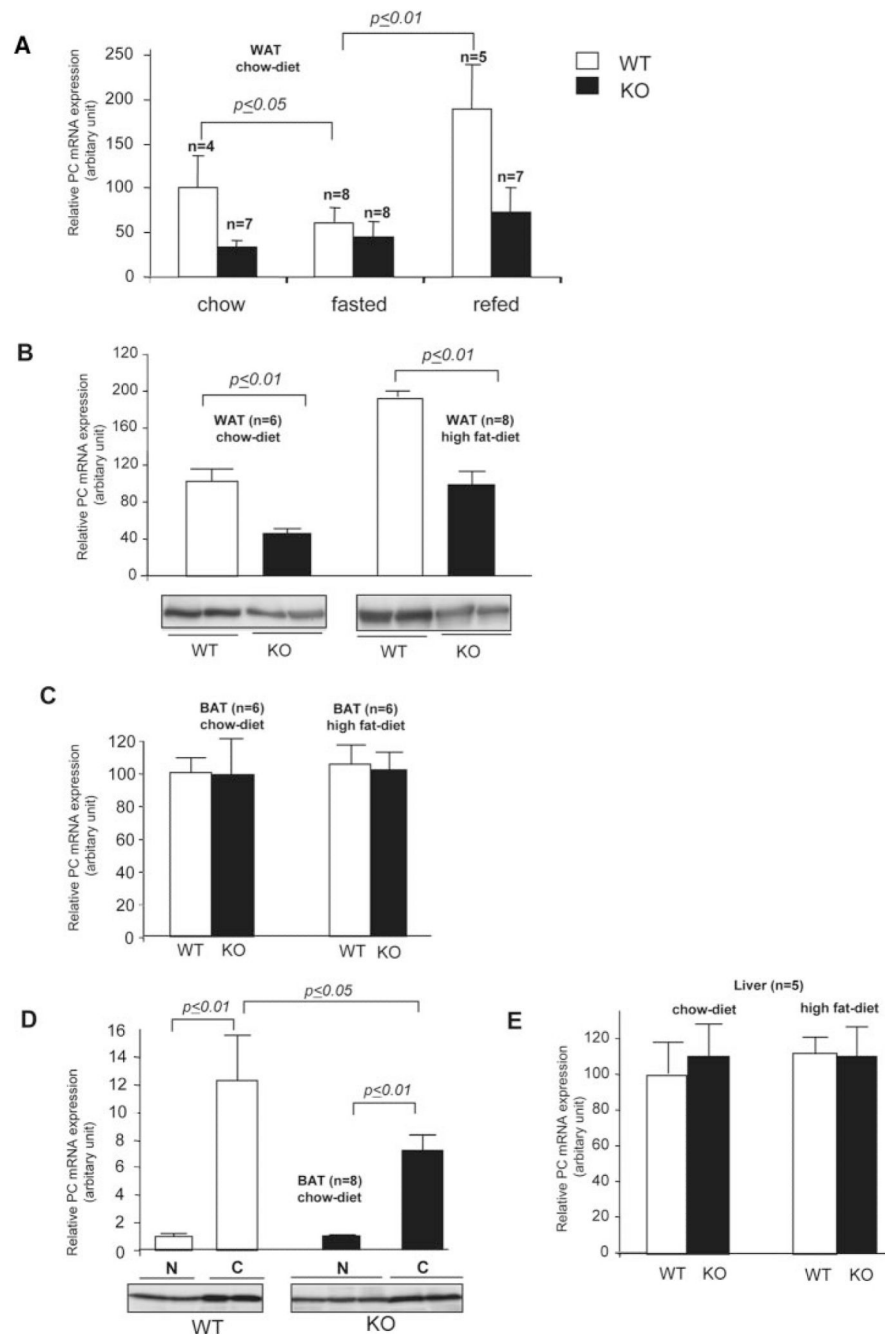 A
p≤0.01
WAT
chow-diet
n=5
WT
KO
p≤0.05
n=4
n=7
n=8
n=8
n=7
Relative PC mRNA expression
(arbitary unit)
250
200
150
100
50
0
chow fasted refed
B
p≤0.01
p≤0.01
WAT (n=6)
chow-diet
WAT (n=8)
high fat-diet
Relative PC mRNA expression
(arbitary unit)
120
200
160
120
80
40
0
WT KO WT KO
C
BAT (n=6)
chow-diet
BAT (n=6)
high fat-diet
Relative PC mRNA expression
(arbitary unit)
120
100
80
60
40
20
0
WT KO WT KO
D
p≤0.05
p≤0.01
p≤0.01
BAT (n=8)
chow-diet
Relative PC mRNA expression
(arbitary unit)
16
14
12
10
8
6
4
2
0
N C N C
WT KO
E
Liver (n=5)
chow-diet high fat-diet
Relative PC mRNA expression
(arbitary unit)
120
100
80
60
40
20
0
WT KO WT KO